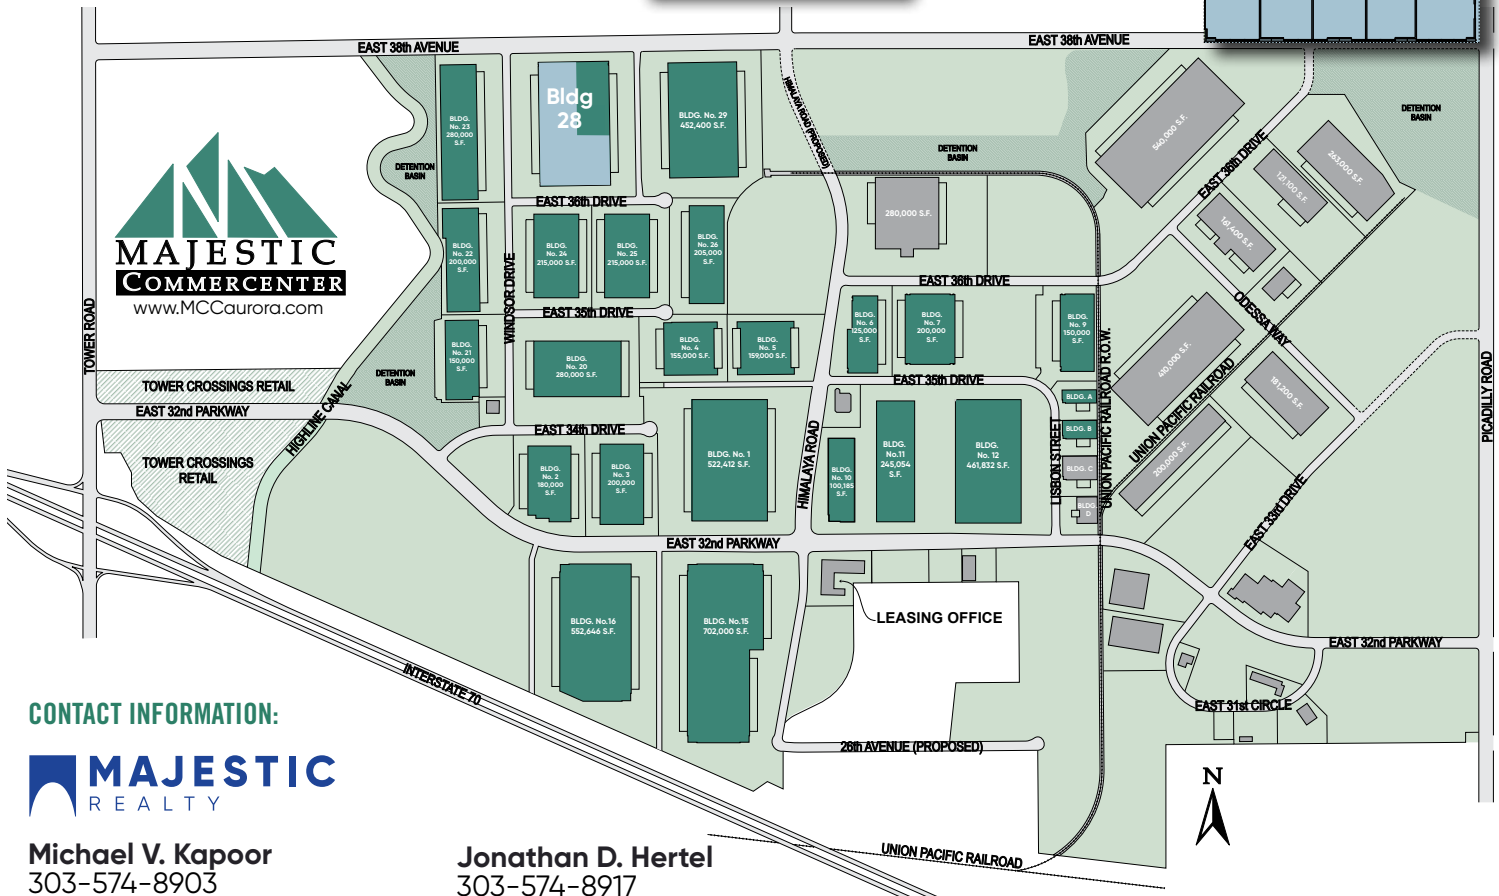 EAST 38th AVENUE
EAST 38th AVENUE
BLDG.
No. 23
280,000
S.F.
Bldg
28
BLDG. No. 29
452,400 S.F.
HIMALAYA ROAD (PROPOSED)
DETENTION
BASIN
DETENTION
BASIN
DETENTION
BASIN
540,000 S.F.
EAST 36th DRIVE
121,100 S.F.
263,000 S.F.
161,400 S.F.
MAJESTIC
COMMERCENTER
www.MCCaurora.com
EAST 36th DRIVE
280,000 S.F.
BLDG.
No. 22
200,000
S.F.
BLDG.
No. 24
215,000 S.F.
BLDG.
No. 25
215,000 S.F.
BLDG.
No. 26
205,000
S.F.
WINDSOR DRIVE
EAST 36th DRIVE
ODESSA WAY
TOWER ROAD
EAST 35th DRIVE
BLDG.
No. 21
150,000
S.F.
BLDG.
No. 20
280,000 S.F.
BLDG.
No. 4
155,000 S.F.
BLDG.
No. 5
159,000 S.F.
BLDG.
No. 6
125,000
S.F.
BLDG.
No. 7
200,000
S.F.
BLDG.
No. 9
150,000
S.F.
UNION PACIFIC RAILROAD R.O.W.
410,000 S.F.
181,200 S.F.
UNION PACIFIC RAILROAD
200,000 S.F.
PICADILLY ROAD
DETENTION
BASIN
TOWER CROSSINGS RETAIL
EAST 32nd PARKWAY
HIGHLINE CANAL
EAST 35th DRIVE
BLDG. A
BLDG. B
BLDG. C
BLDG.
D
LISBON STREET
EAST 34th DRIVE
TOWER CROSSINGS
RETAIL
BLDG.
No. 2
180,000
S.F.
BLDG.
No. 3
200,000
S.F.
BLDG. No. 1
522,412 S.F.
HIMALAYA ROAD
BLDG.
No. 10
100,185
S.F.
BLDG.
No.11
245,054
S.F.
BLDG.
No. 12
461,832 S.F.
EAST 33rd DRIVE
EAST 32nd PARKWAY
BLDG. No.16
552,646 S.F.
BLDG. No.15
702,000 S.F.
LEASING OFFICE
EAST 32nd PARKWAY
INTERSTATE 70
EAST 31st CIRCLE
26th AVENUE (PROPOSED)
CONTACT INFORMATION:
MAJESTIC
REALTY
N
UNION PACIFIC RAILROAD
Michael V. Kapoor
303-574-8903
Jonathan D. Hertel
303-574-8917